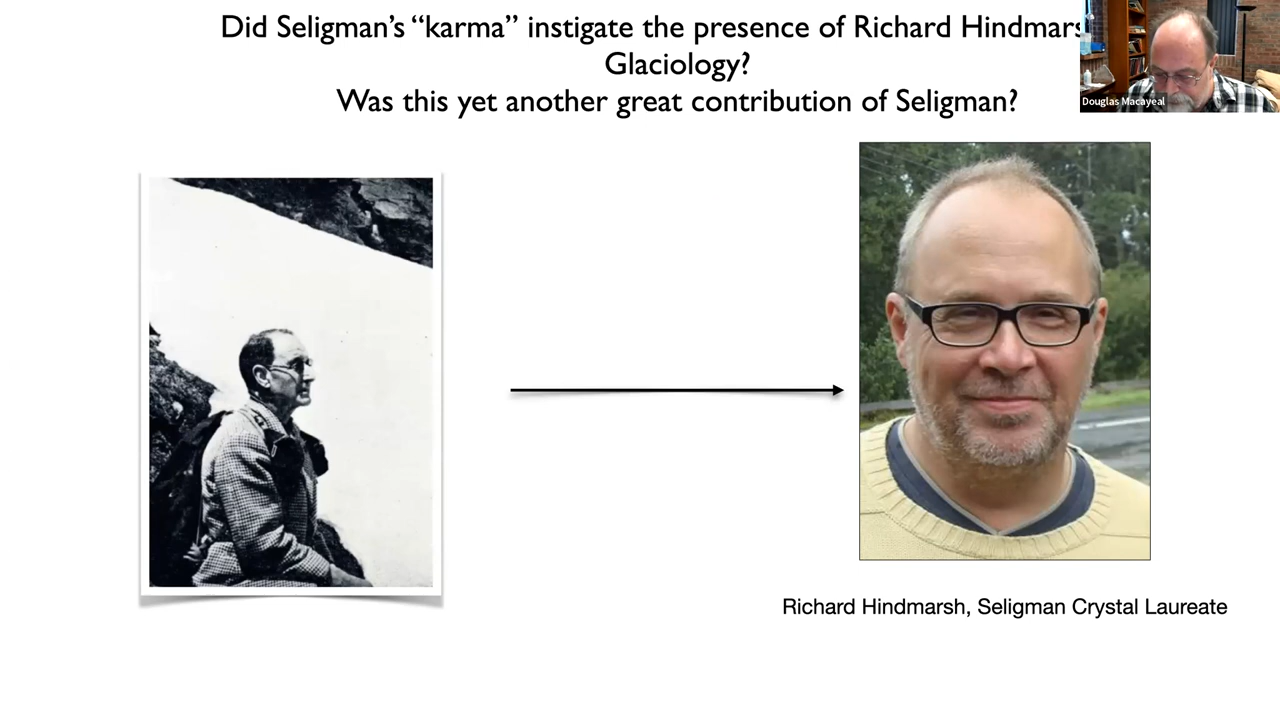 Did Seligman's “karma” instigate the presence of Richard Hindmars
Glaciology?
Was this yet another great contribution of Seligman?
Douglas Macayeal
Richard Hindmarsh, Seligman Crystal Laureate